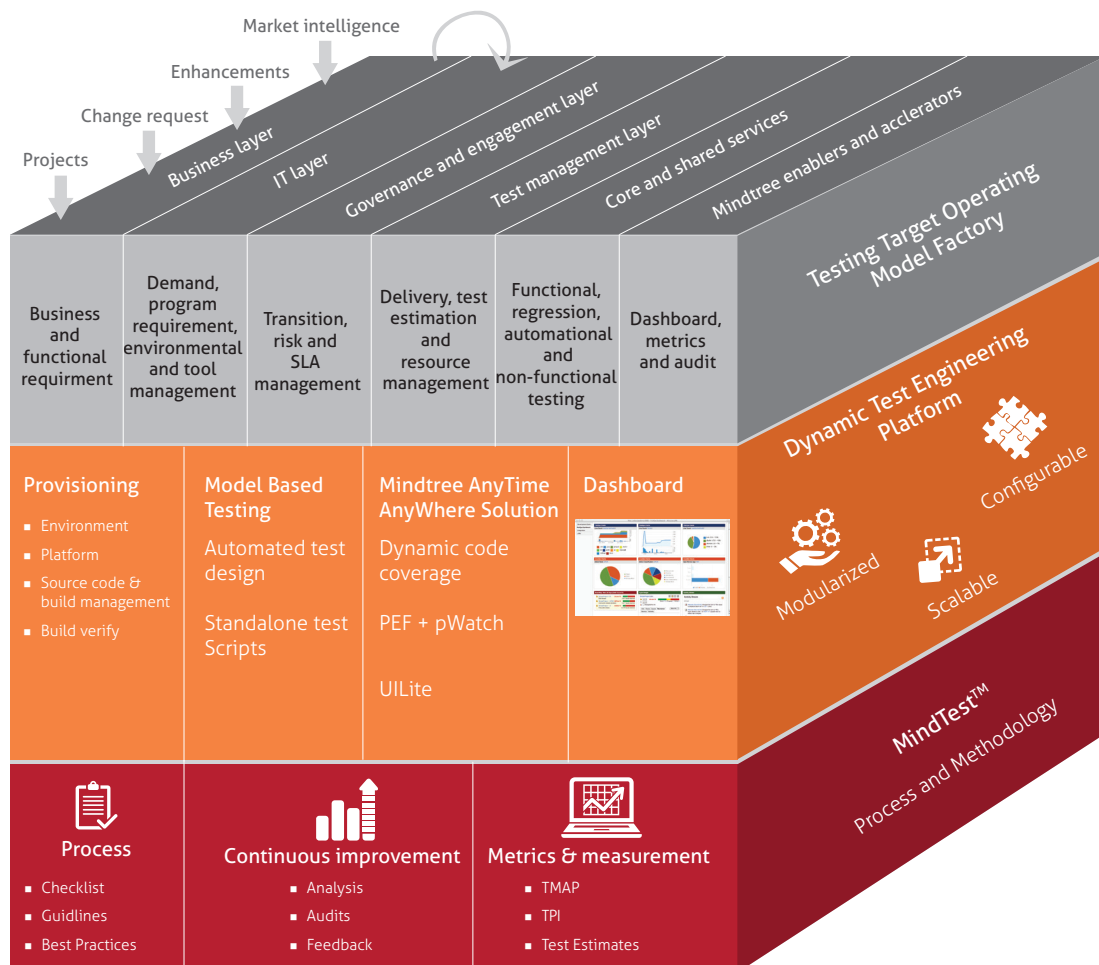 Market intelligence
Enhancements
Change request
Projects
Business layer
IT layer
Governance and engagement layer
Test management layer
Core and shared services
Mindtree enablers and acclerators
Testing Target Operating
Model Factory
Business
and
functional
requirment
Demand,
program
requirement,
environmental
and tool
management
Transition,
risk and
SLA
management
Delivery, test
estimation
and
resource
management
Functional,
regression,
automational
and
non-functional
testing
Dashboard,
metrics
and audit
Dynamic Test Engineering
Platform
Configurable
Modularized
Scalable
Provisioning
▪ Environment
▪ Platform
▪ Source code &
build management
▪ Build verify
Model Based
Testing
Automated test
design
Standalone test
Scripts
Mindtree AnyTime
AnyWhere Solution
Dynamic code
coverage
PEF + pWatch
UILite
Dashboard
MindTest™
Process and Methodology
Process
▪ Checklist
▪ Guidlines
▪ Best Practices
Continuous improvement
▪ Analysis
▪ Audits
▪ Feedback
Metrics & measurement
▪ TMAP
▪ TPI
▪ Test Estimates